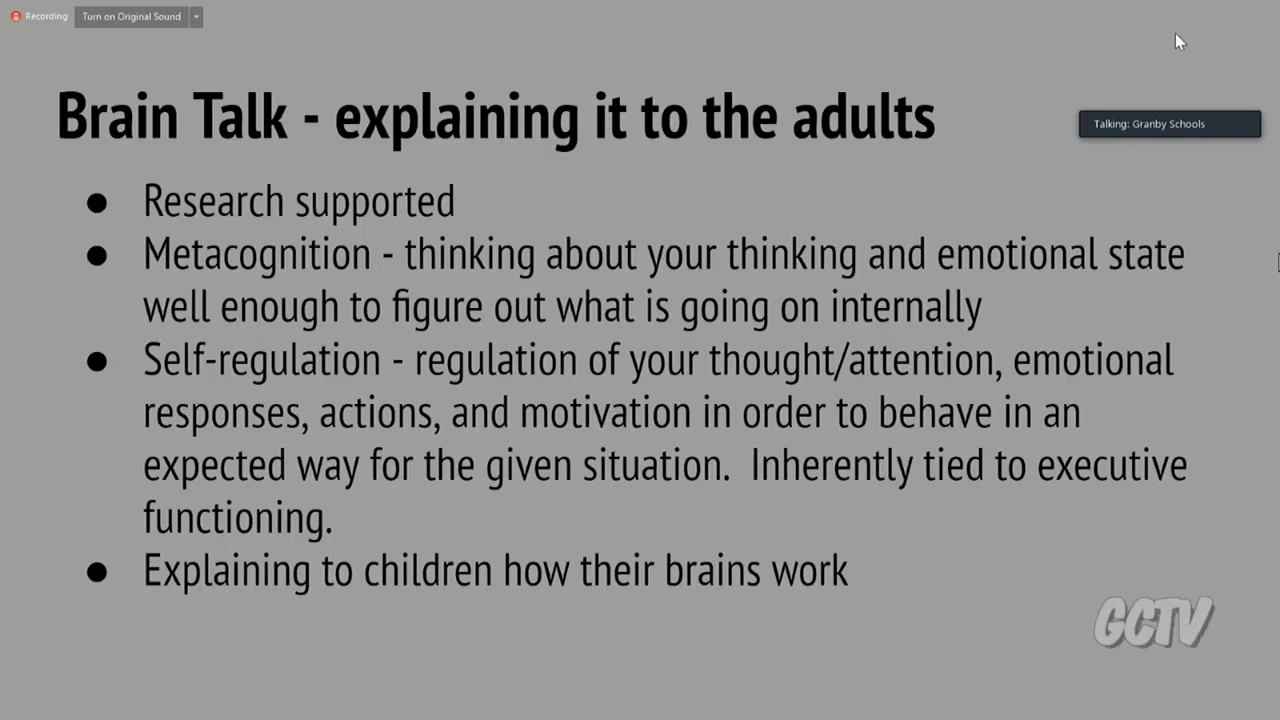 Recording
Turn on Original Sound
Brain Talk - explaining it to the adults
Talking: Granby Schools
● Research supported
● Metacognition - thinking about your thinking and emotional state
well enough to figure out what is going on internally
● Self-regulation - regulation of your thought/attention, emotional
responses, actions, and motivation in order to behave in an
expected way for the given situation.  Inherently tied to executive
functioning.
● Explaining to children how their brains work
GCTV